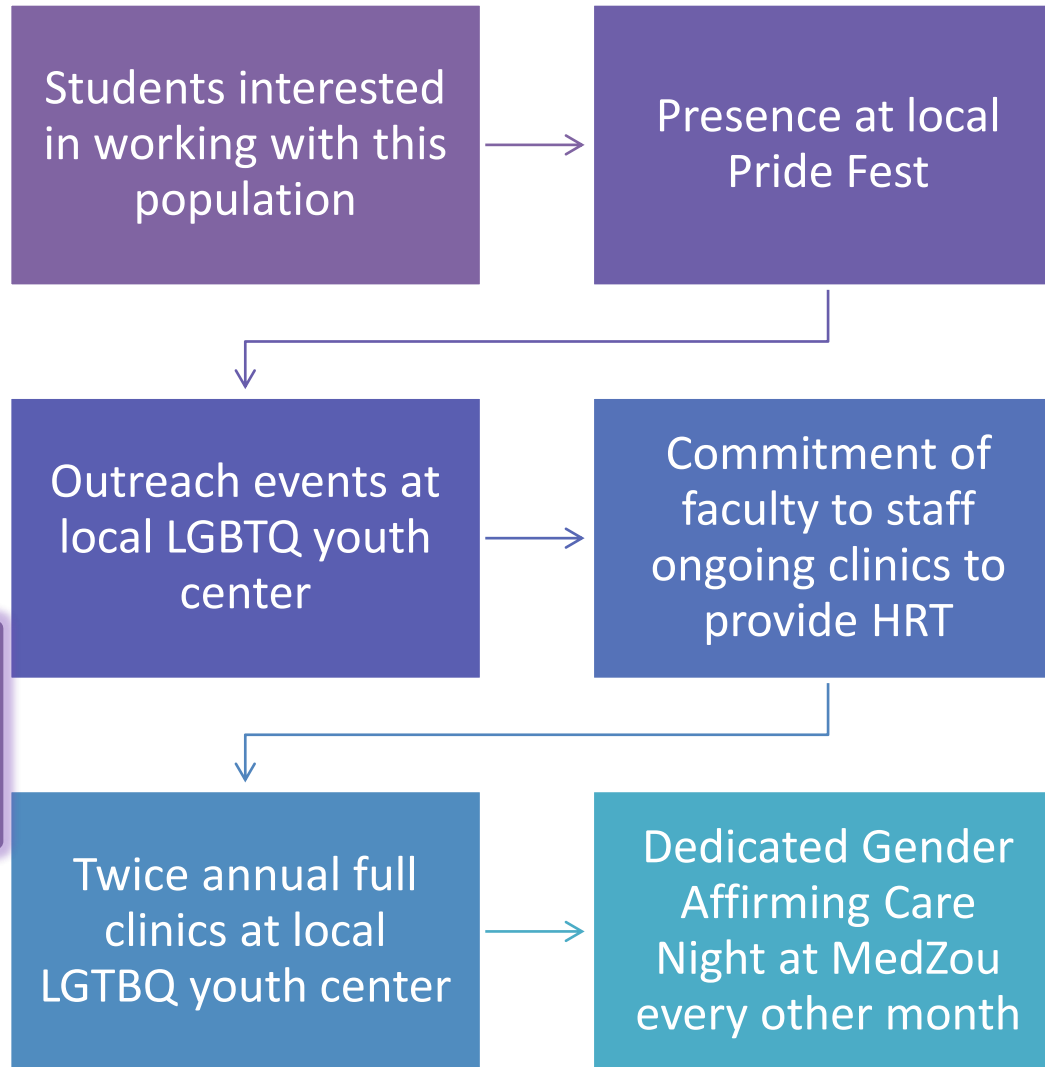 Students interested
in working with this
population
Presence at local
Pride Fest
Outreach events at
local LGBTQ youth
center
Commitment of
faculty to staff
ongoing clinics to
provide HRT
Twice annual full
clinics at local
LGTBQ youth center
Dedicated Gender
Affirming Care
Night at MedZou
every other month